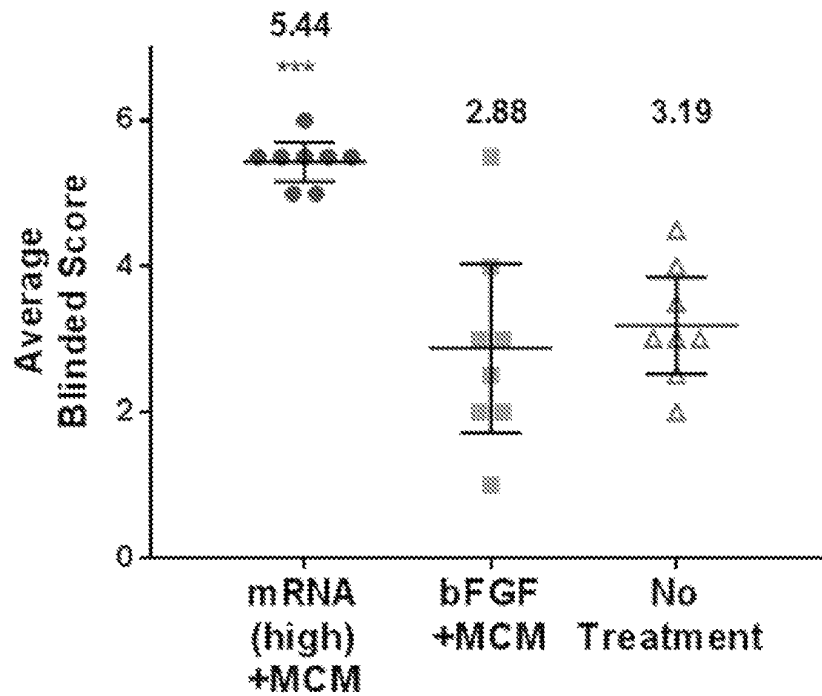 5.44
***
2.88
3.19
6
4
2
0
Average
Blinded Score
mRNA
(high)
+MCM
bFGF
+MCM
No
Treatment